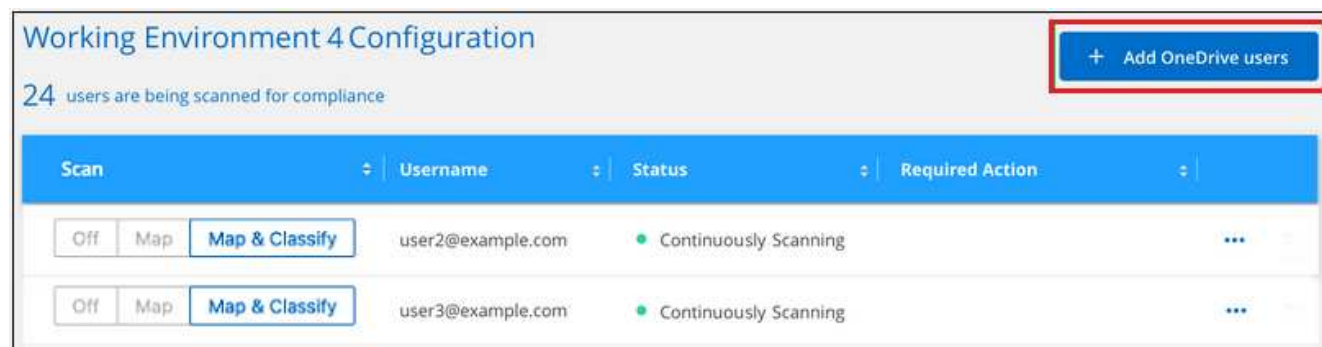 Working Environment 4 Configuration
+ Add OneDrive users
24 users are being scanned for compliance
Scan Username Status Required Action
Off Map Map & Classify user2@example.com Continuously Scanning •••
Off Map Map & Classify user3@example.com Continuously Scanning •••